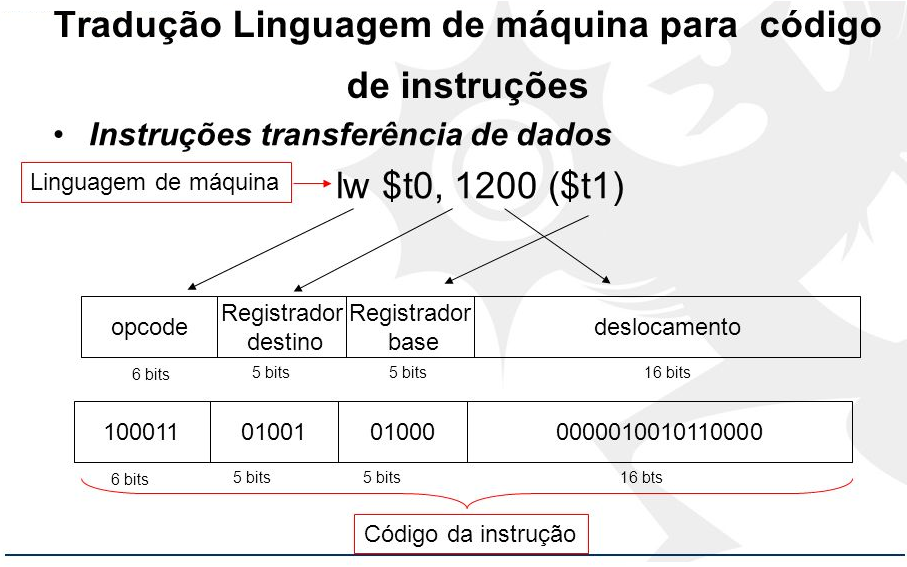 Tradução Linguagem de máquina para código
de instruções
• Instruções transferência de dados
Linguagem de máquina
lw $t0, 1200 ($t1)
opcode
Registrador
destino
Registrador
base
deslocamento
6 bits
5 bits
5 bits
16 bits
100011
01001
01000
0000010010110000
6 bits
5 bits
5 bits
16 bts
Código da instrução